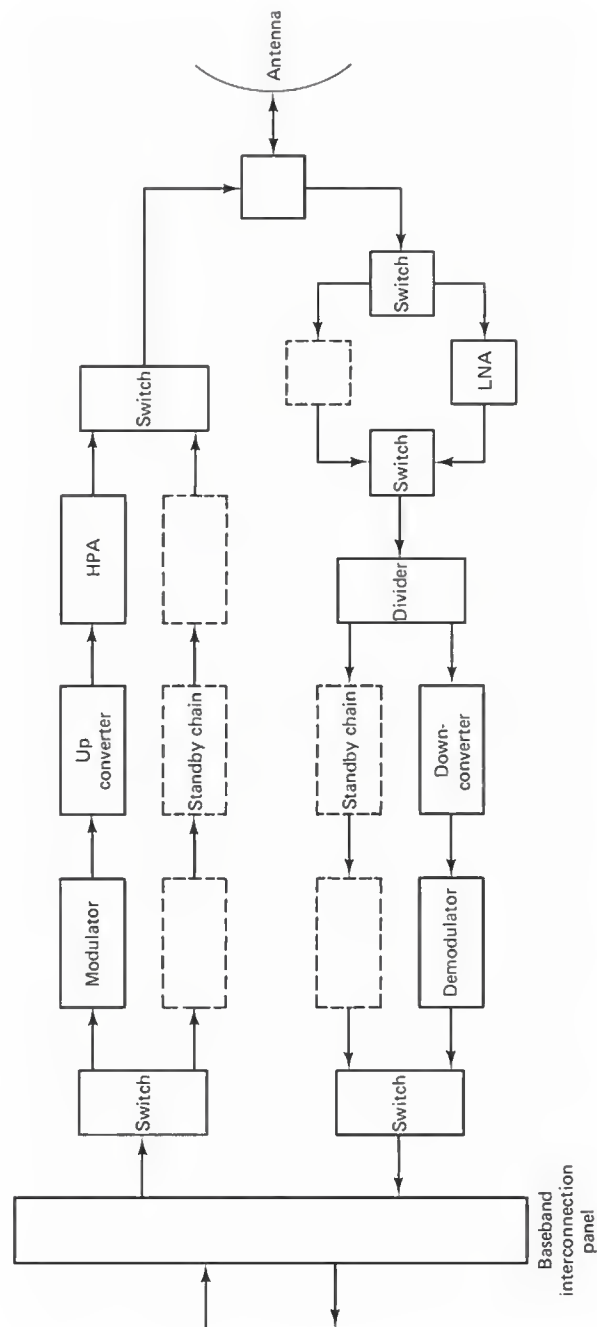 Antenna
Switch
HPA
Up
converter
Modulator
Switch
Standby chain
Switch
LNA
Switch
Divider
Standby chain
Down-
converter
Demodulator
Switch
Baseband
interconnection
panel